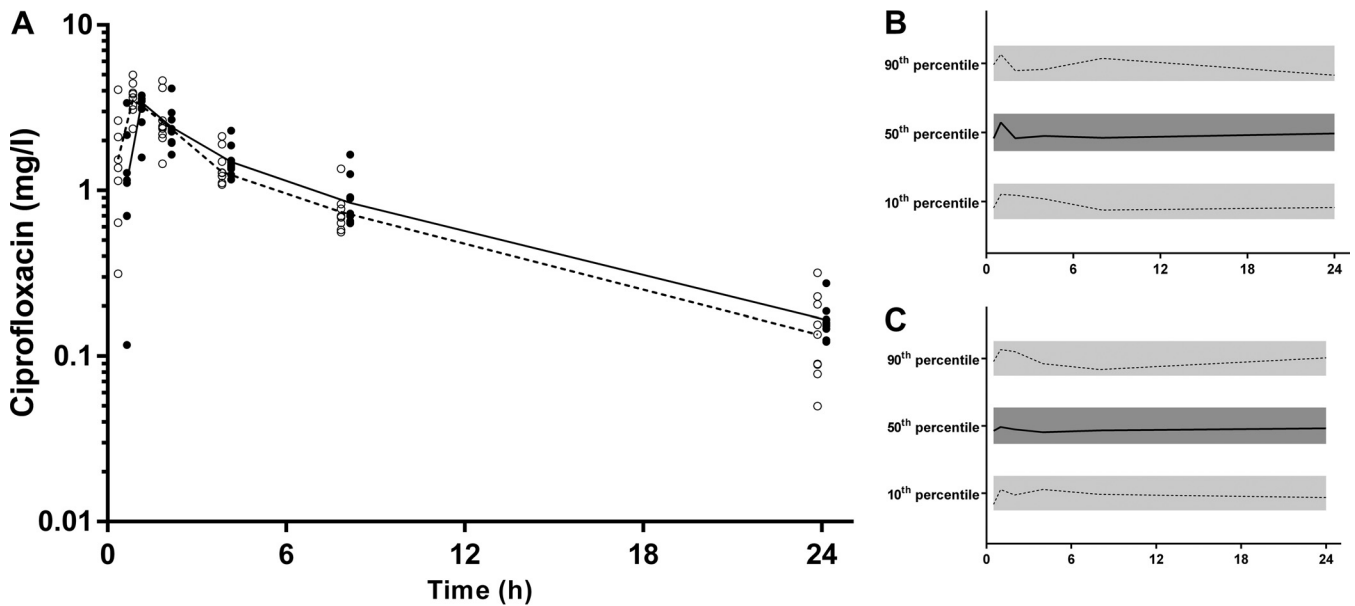 A
Ciprofloxacin (mg/l)
10
1
0.1
0.01
0
6
12
18
24
Time (h)
B
90th percentile
50th percentile
10th percentile
0
6
12
18
24
C
90th percentile
50th percentile
10th percentile
0
6
12
18
24